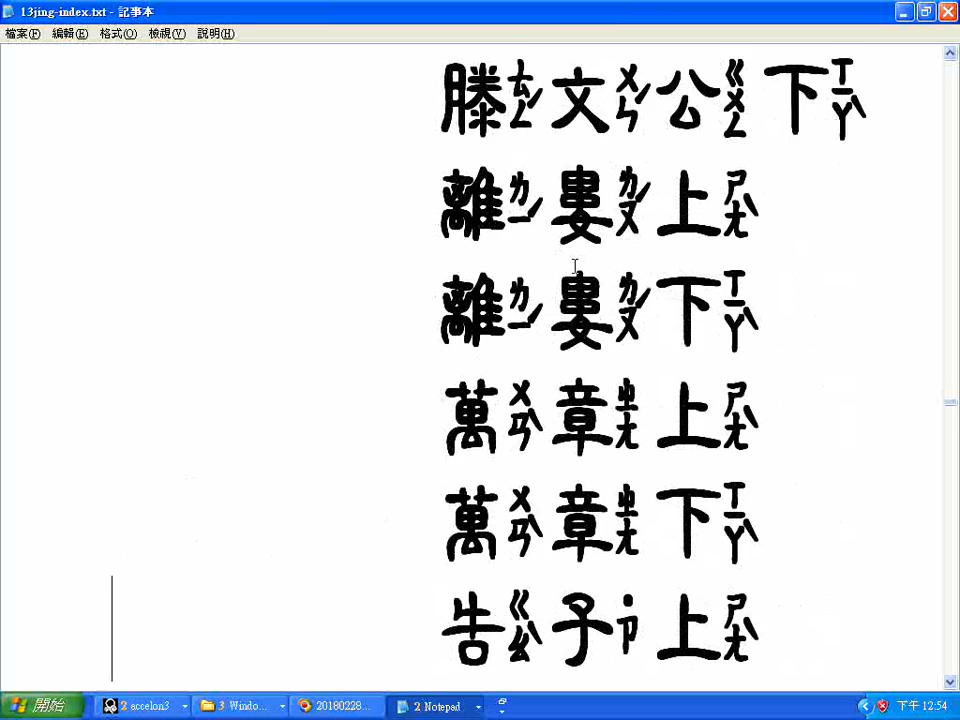 13jing-index.txt - 記事本
檔案(F) 編輯(E) 格式(O) 檢視(V) 說明(H)
滕ㄊㄥˊ文ㄨㄣˊ公ㄍㄨㄥ下ㄒㄧㄚˋ
離ㄌㄧˊ婁ㄌㄡˊ上ㄕㄤˋ
離ㄌㄧˊ婁ㄌㄡˊ下ㄒㄧㄚˋ
萬ㄨㄢˋ章ㄓㄤ上ㄕㄤˋ
萬ㄨㄢˋ章ㄓㄤ下ㄒㄧㄚˋ
告ㄍㄠˋ子˙ㄗ上ㄕㄤˋ
開始 2 accelon3 3 Windo... 20180228... 2 Notepad 下午 12:54